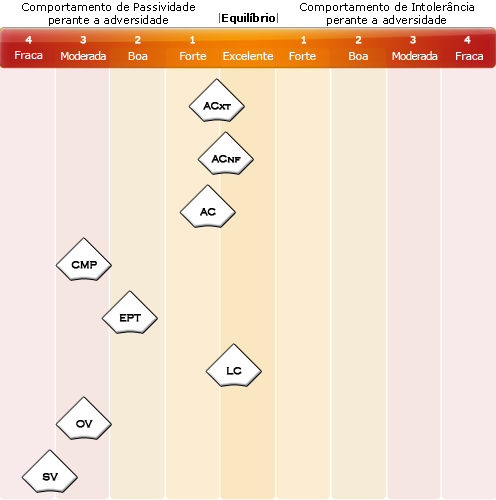 Comportamento de Passividade
perante a adversidade
|Equilíbrio|
Comportamento de Intolerância
perante a adversidade
4 3 2 1 1 2 3 4
Fraca Moderada Boa Forte Excelente Forte Boa Moderada Fraca
ACXT
ACNF
AC
CMP
EPT
LC
OV
SV